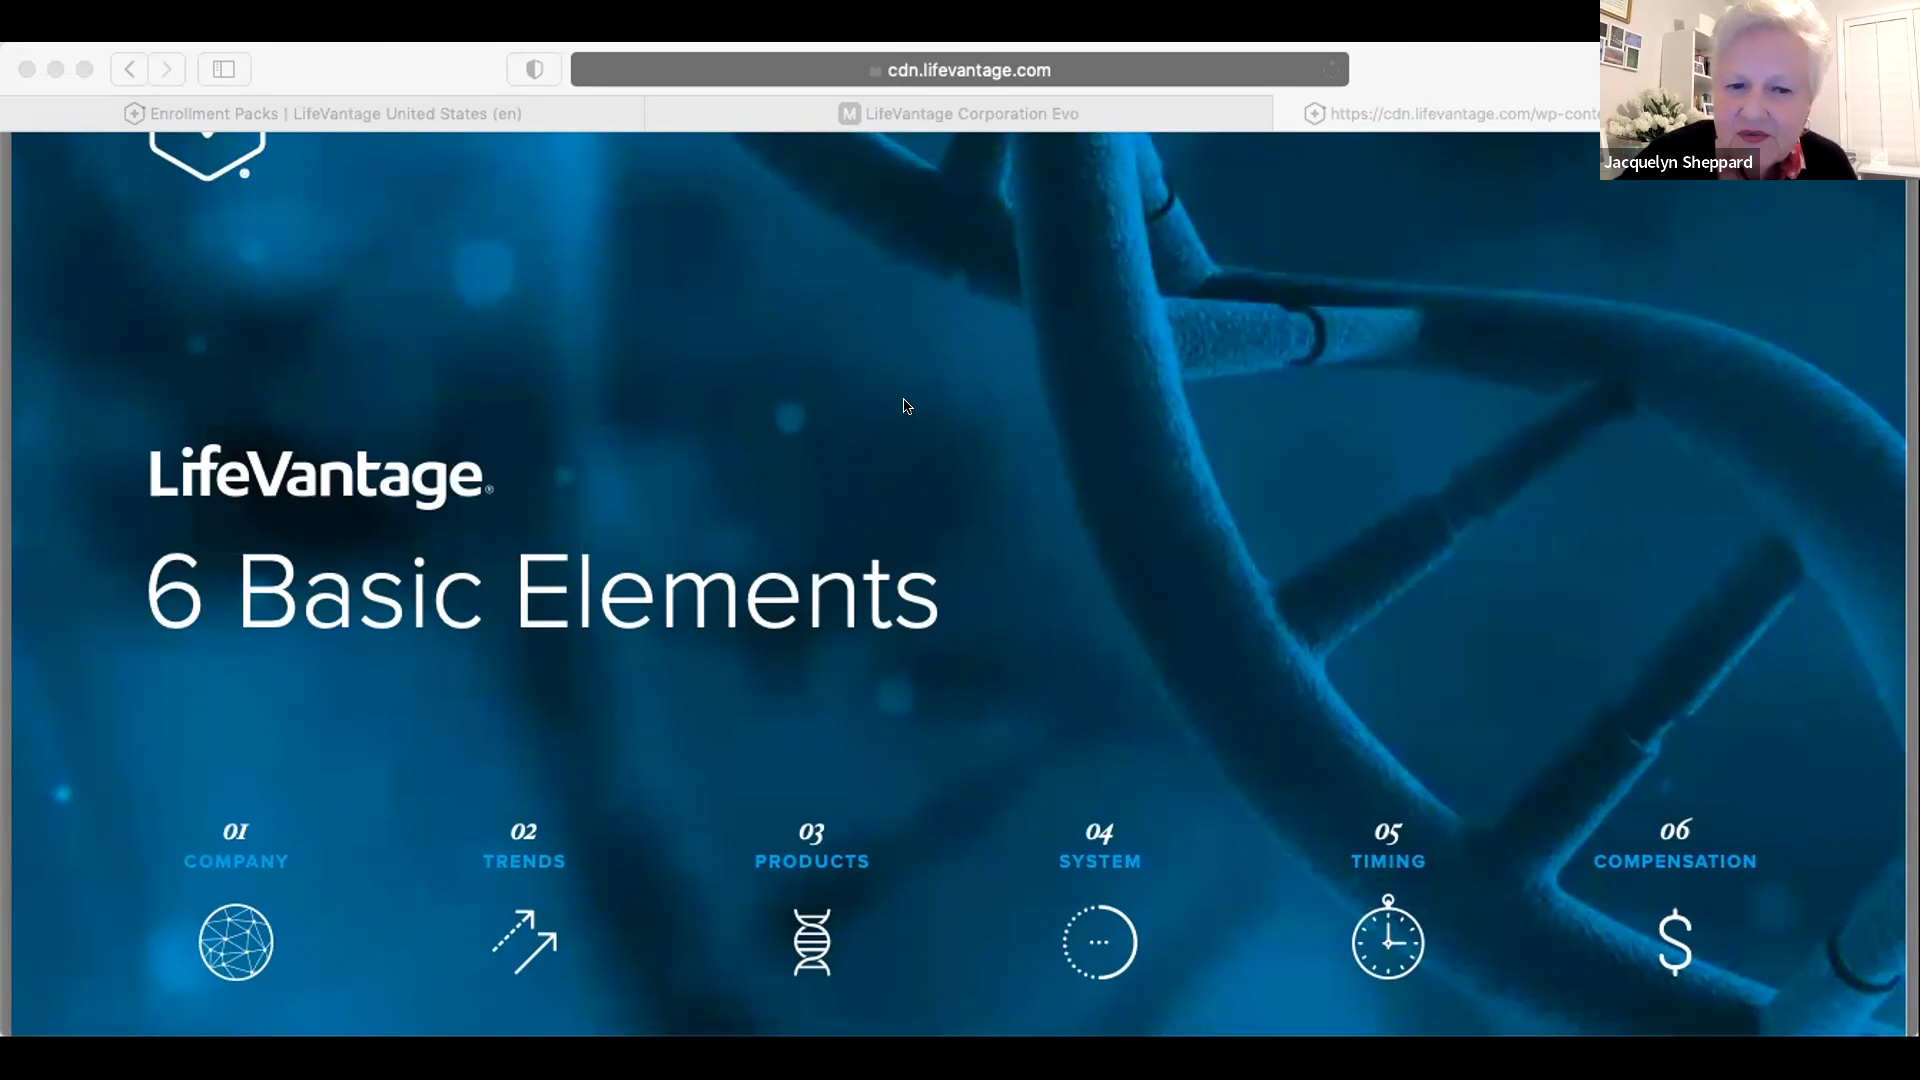 cdn.lifevantage.com
Enrollment Packs | LifeVantage United States (en)
M LifeVantage Corporation Evo
https://cdn.lifevantage.com/wp-conte
Jacquelyn Sheppard
®
LifeVantage®
6 Basic Elements
01
COMPANY
02
TRENDS
03
PRODUCTS
04
SYSTEM
05
TIMING
06
COMPENSATION
$